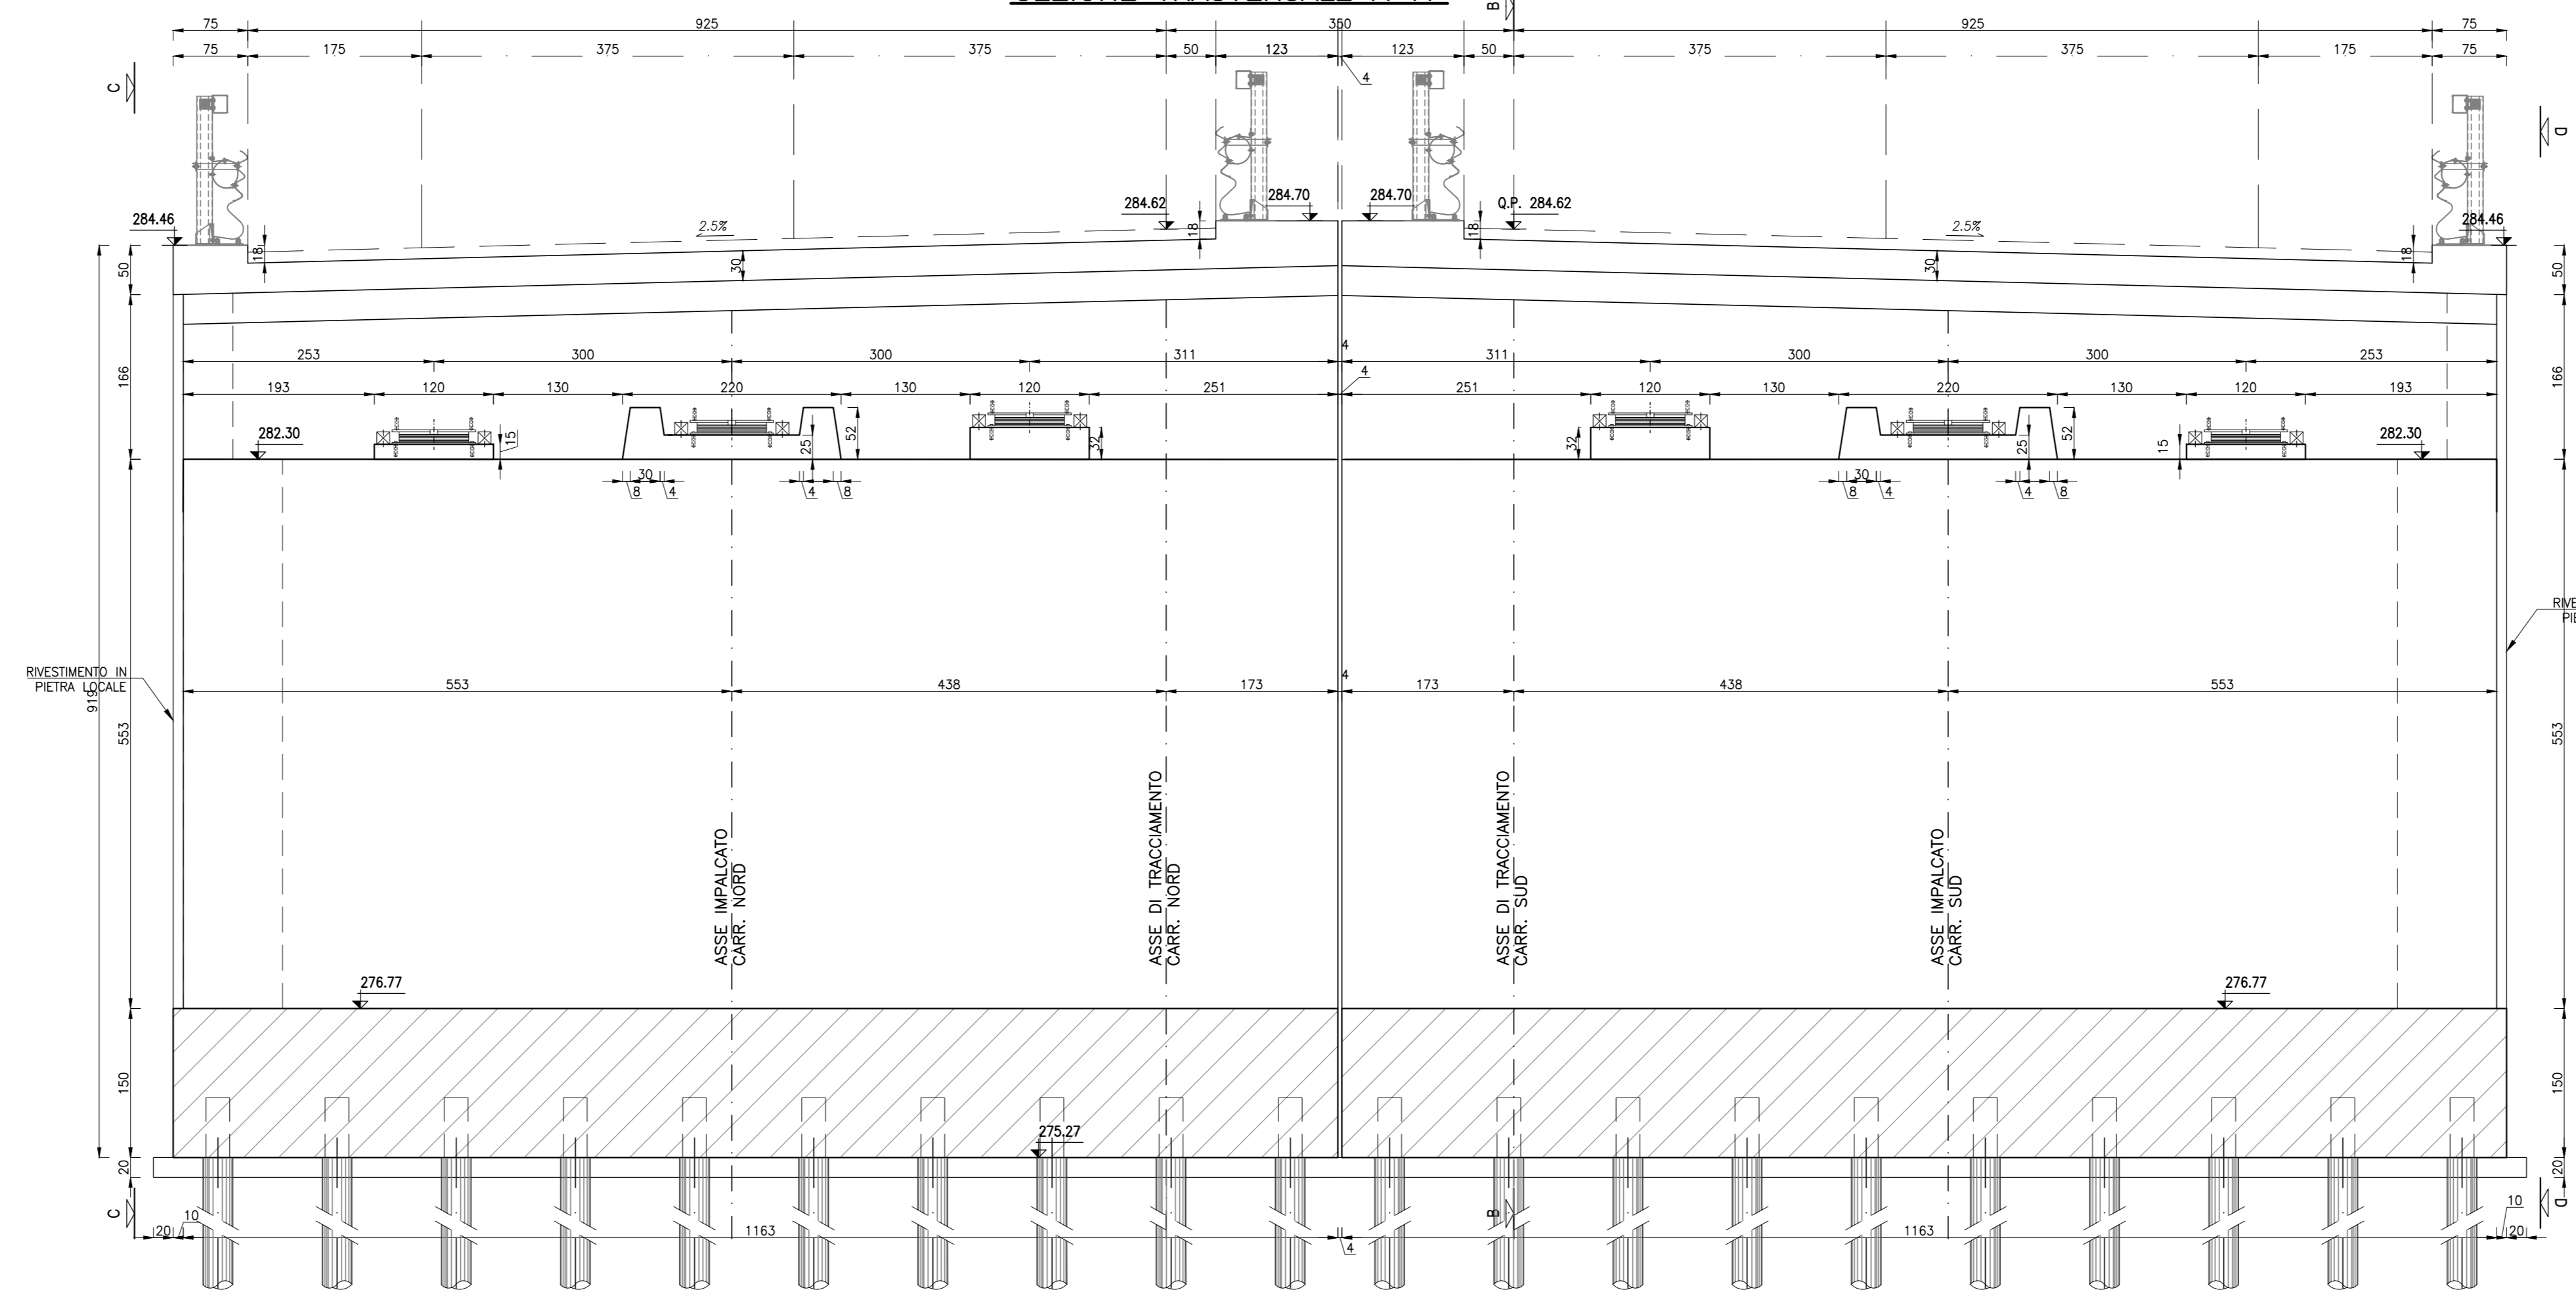 B
75 925 350 925 75
75 175 375 375 50 123 123 50 375 375 175 75
4
C
D
284.46 284.62 284.70 284.70 Q.P. 284.62 284.46
2.5% 2.5%
18 18 18 18
30 30
50 50
166 166
253 300 300 311 4 311 300 300 253
4
193 120 130 220 130 120 251 251 120 130 220 130 120 193
282.30 282.30
15 25 52 32 32 25 52 15
30 30
8 4 4 8 8 4 4 8
RIVESTIMENTO IN
PIETRA LOCALE
919
553 553
4
553 438 173 173 438 553
ASSE IMPALCATO
CARR. NORD
ASSE DI TRACCIAMENTO
CARR. NORD
ASSE DI TRACCIAMENTO
CARR. SUD
ASSE IMPALCATO
CARR. SUD
276.77 276.77
150 150
275.27
20 20
C B D
20 10 1163 4 1163 10 20